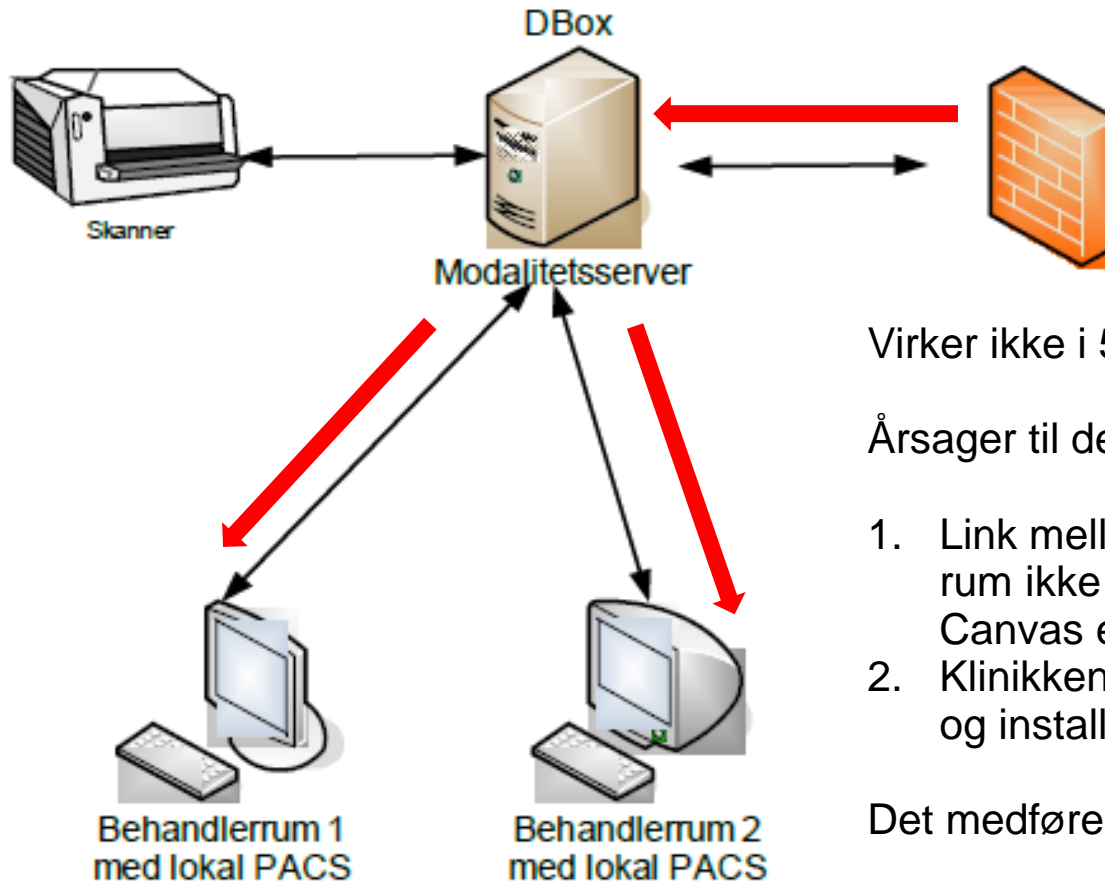 DBox
Skanner
Modalitetsserver
Virker ikke i 5
Årsager til de
1. Link mell
rum ikke
Canvas e
2. Klinikken
og install
Det medføre
Behandlerrum 1
med lokal PACS
Behandlerrum 2
med lokal PACS